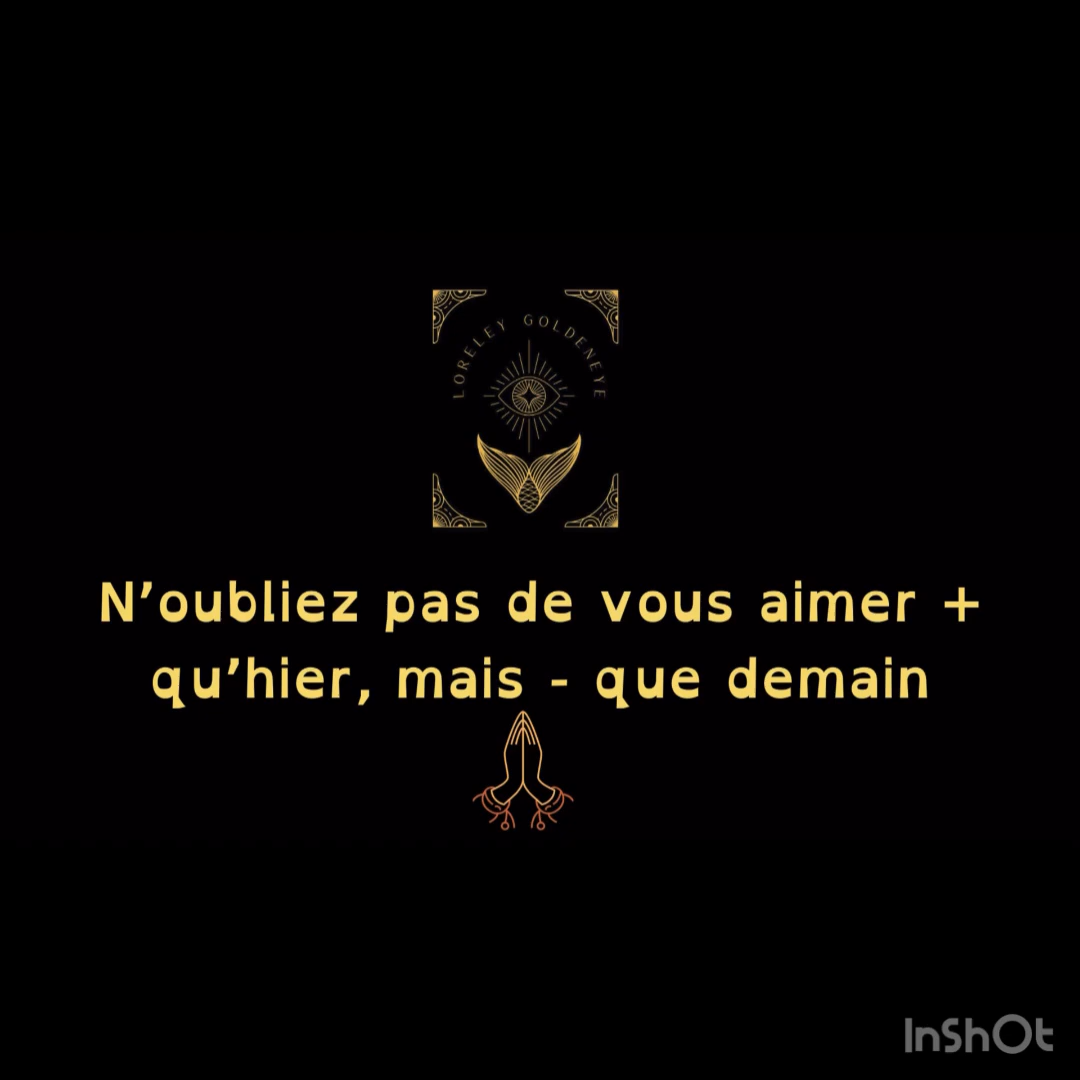 LORELEY GOLDENEYE
N’oubliez pas de vous aimer +
qu’hier, mais - que demain
InShOt